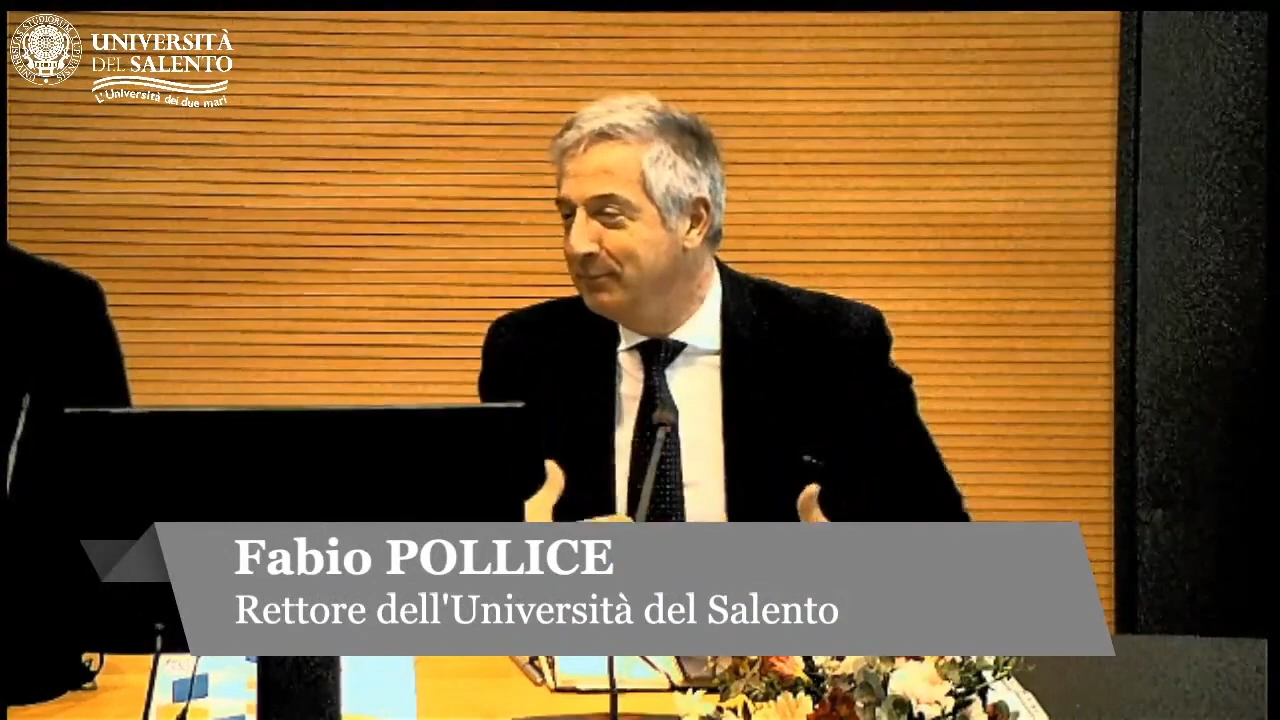 UNIVERSITÀ
DEL SALENTO
L'Università dei due mari
Fabio POLLICE
Rettore dell'Università del Salento